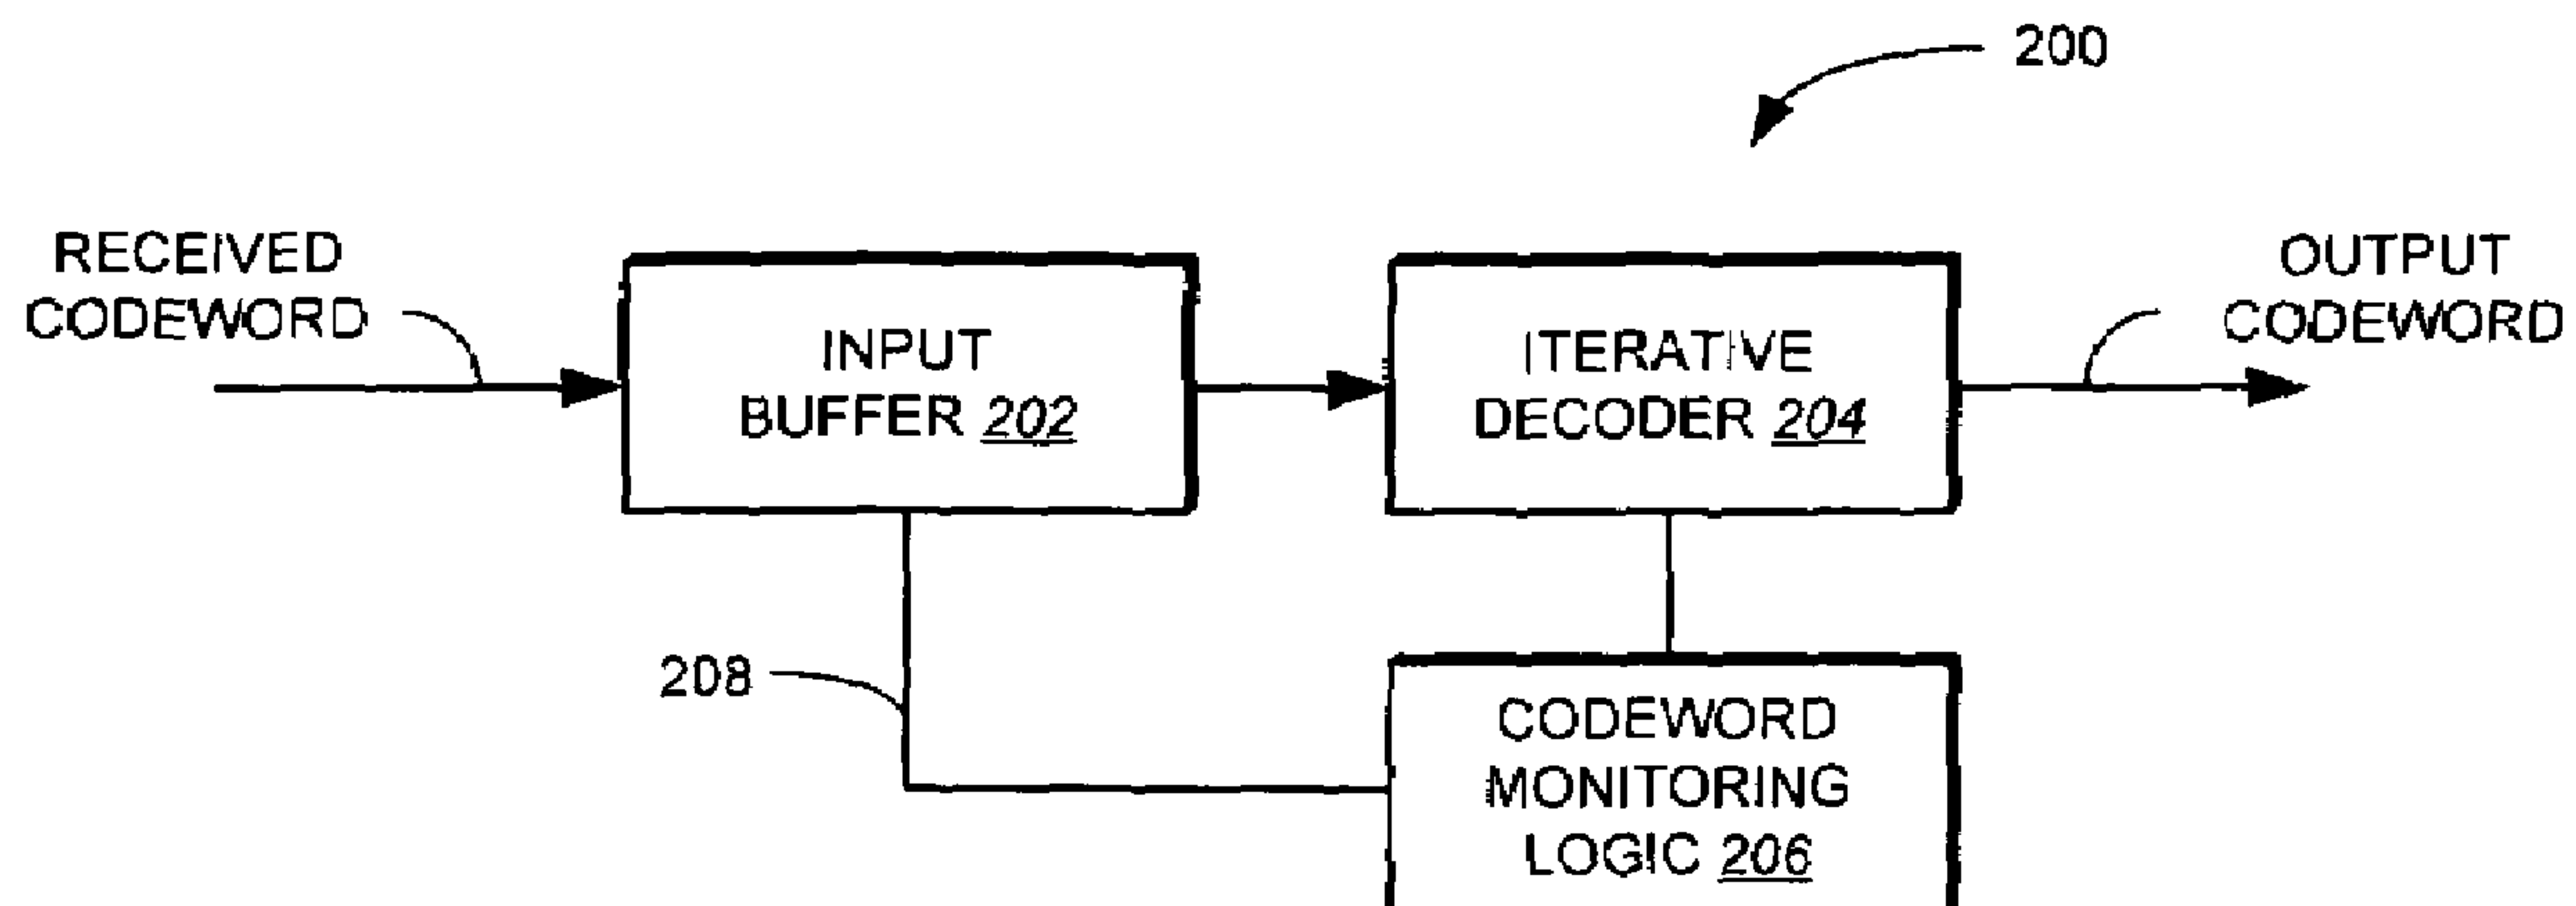 200
RECEIVED
CODEWORD
INPUT
BUFFER 202
ITERATIVE
DECODER 204
OUTPUT
CODEWORD
208
CODEWORD
MONITORING
LOGIC 206